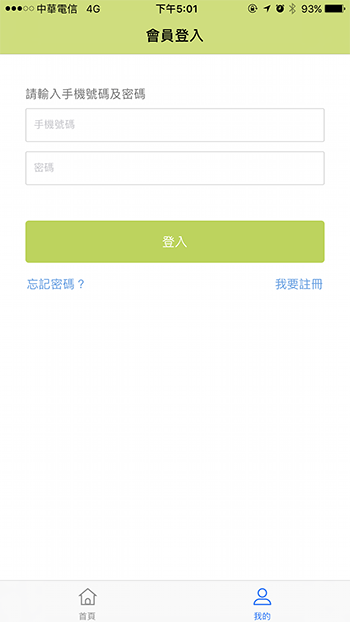 中華電信 4G 下午5:01 93%
會員登入
請輸入手機號碼及密碼
手機號碼
密碼
登入
忘記密碼？ 我要註冊
首頁 我的